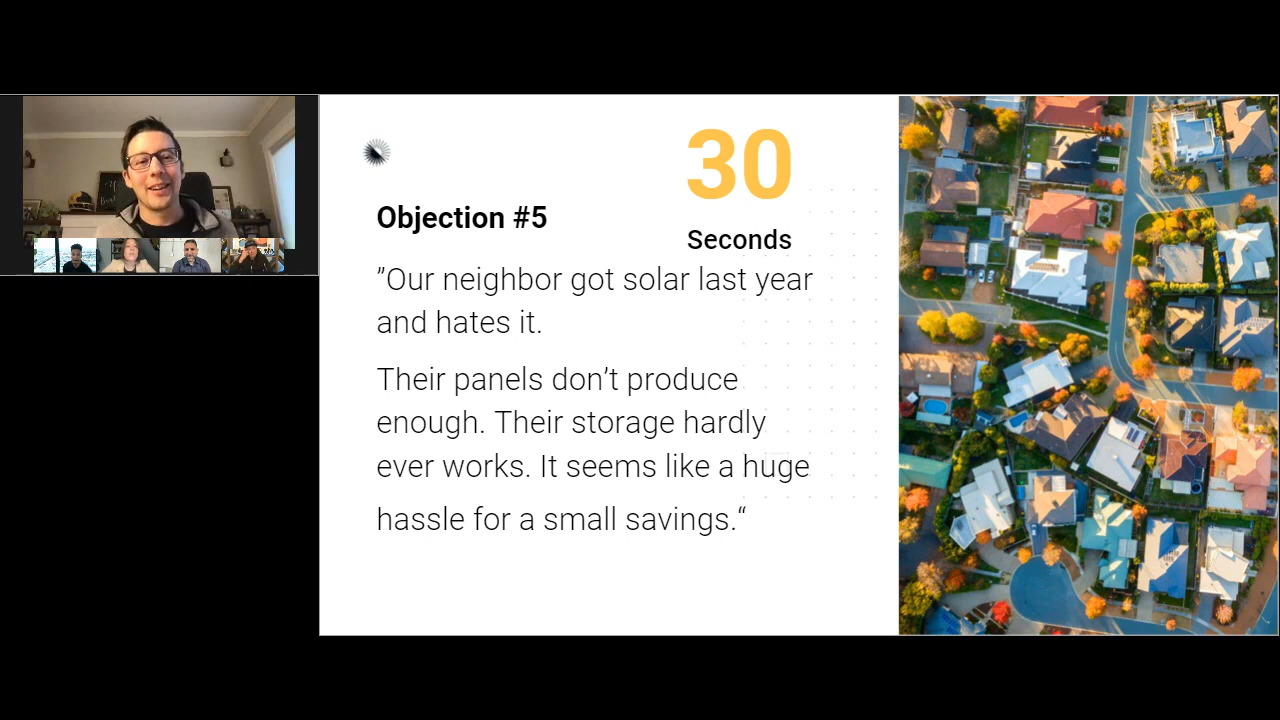 30
Seconds
Objection #5
”Our neighbor got solar last year
and hates it.
Their panels don’t produce
enough. Their storage hardly
ever works. It seems like a huge
hassle for a small savings.“